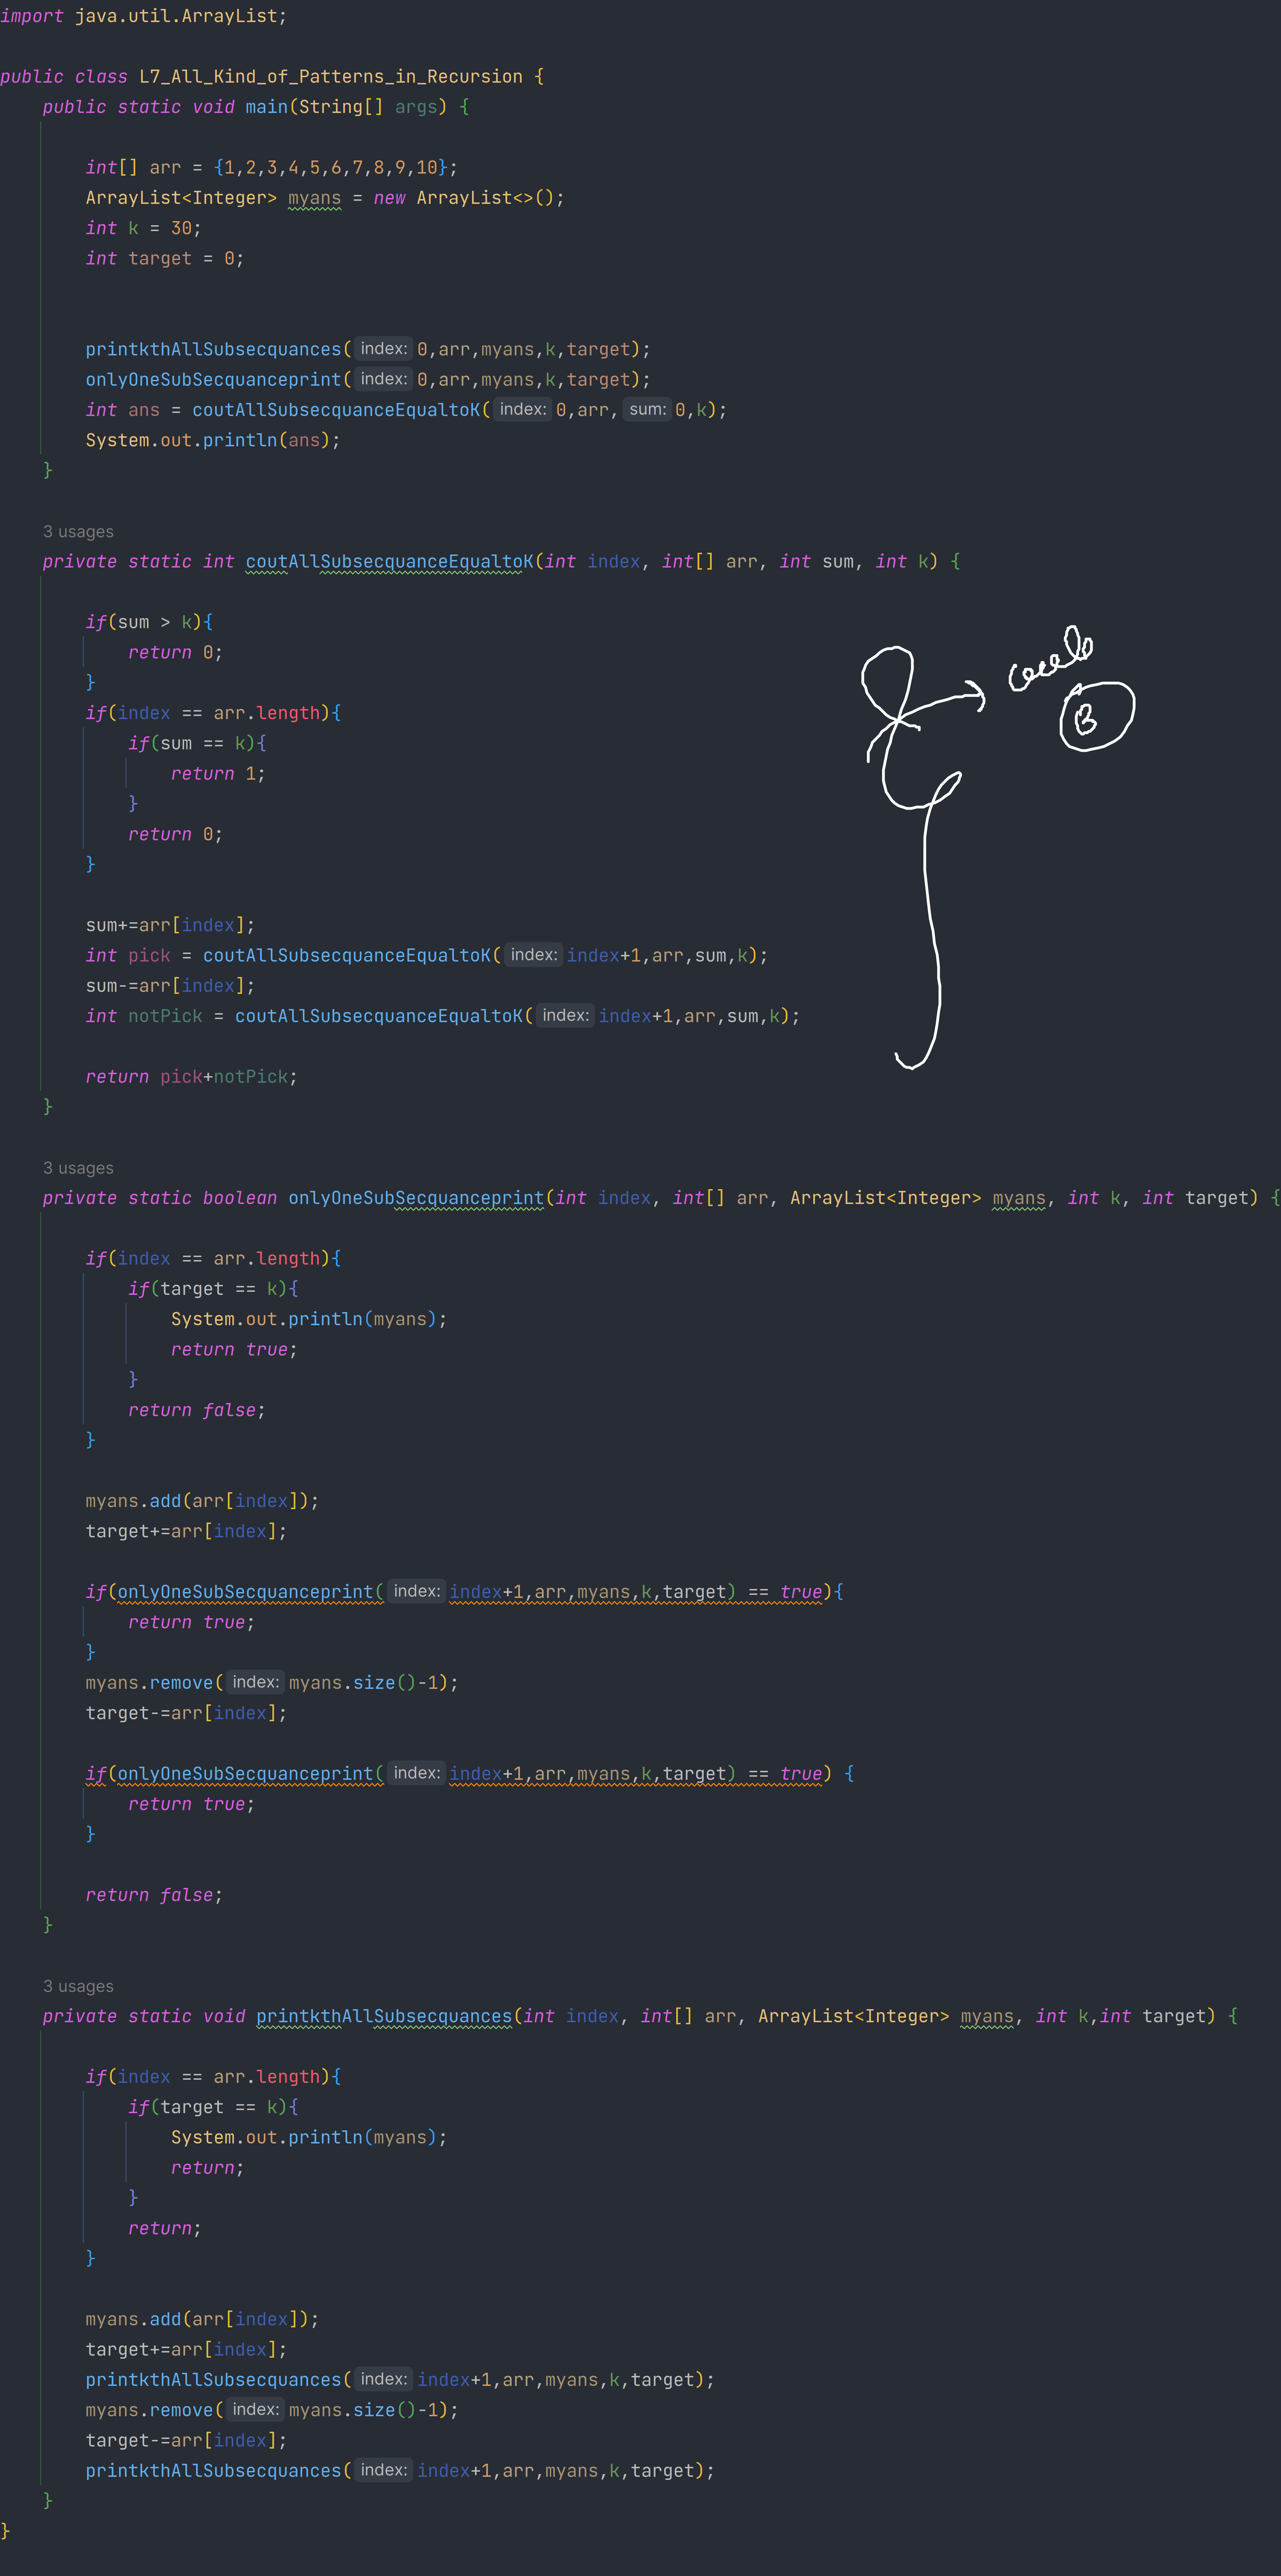 import java.util.ArrayList;
public class L7_All_Kind_of_Patterns_in_Recursion {
public static void main(String[] args) {
int[] arr = {1,2,3,4,5,6,7,8,9,10};
ArrayList<Integer> myans = new ArrayList<>();
int k = 30;
int target = 0;
printkthAllSubsecquances( index: 0,arr,myans,k,target);
onlyOneSubSecquanceprint( index: 0,arr,myans,k,target);
int ans = coutAllSubsecquanceEqualtoK( index: 0,arr, sum: 0,k);
System.out.println(ans);
}
3 usages
private static int coutAllSubsecquanceEqualtoK(int index, int[] arr, int sum, int k) {
if(sum > k){
return 0;
}
if(index == arr.length){
if(sum == k){
return 1;
}
return 0;
}
sum+=arr[index];
int pick = coutAllSubsecquanceEqualtoK( index: index+1,arr,sum,k);
sum-=arr[index];
int notPick = coutAllSubsecquanceEqualtoK( index: index+1,arr,sum,k);
return pick+notPick;
}
3 usages
private static boolean onlyOneSubSecquanceprint(int index, int[] arr, ArrayList<Integer> myans, int k, int target) {
if(index == arr.length){
if(target == k){
System.out.println(myans);
return true;
}
return false;
}
myans.add(arr[index]);
target+=arr[index];
if(onlyOneSubSecquanceprint( index: index+1,arr,myans,k,target) == true){
return true;
}
myans.remove( index: myans.size()-1);
target-=arr[index];
if(onlyOneSubSecquanceprint( index: index+1,arr,myans,k,target) == true) {
return true;
}
return false;
}
3 usages
private static void printkthAllSubsecquances(int index, int[] arr, ArrayList<Integer> myans, int k,int target) {
if(index == arr.length){
if(target == k){
System.out.println(myans);
return;
}
return;
}
myans.add(arr[index]);
target+=arr[index];
printkthAllSubsecquances( index: index+1,arr,myans,k,target);
myans.remove( index: myans.size()-1);
target-=arr[index];
printkthAllSubsecquances( index: index+1,arr,myans,k,target);
}
}